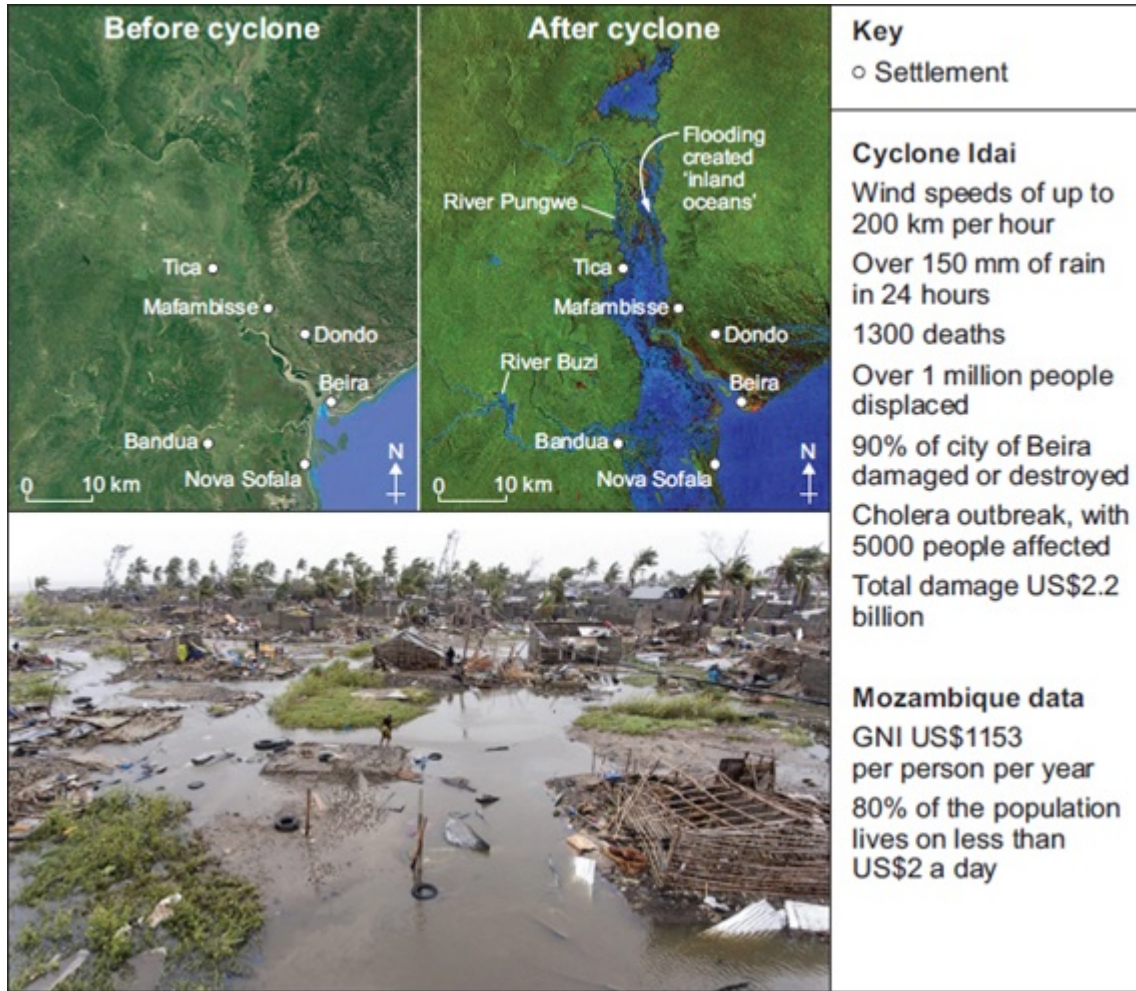 Before cyclone
Tica
Mafambisse
Dondo
Beira
Bandua
Nova Sofala
N
0
10 km
After cyclone
Flooding
created
‘inland
oceans’
River Pungwe
Tica
Mafambisse
Dondo
River Buzi
Beira
Bandua
Nova Sofala
N
0
10 km
Key
Settlement
Cyclone Idai
Wind speeds of up to
200 km per hour
Over 150 mm of rain
in 24 hours
1300 deaths
Over 1 million people
displaced
90% of city of Beira
damaged or destroyed
Cholera outbreak, with
5000 people affected
Total damage US$2.2
billion
Mozambique data
GNI US$1153
per person per year
80% of the population
lives on less than
US$2 a day